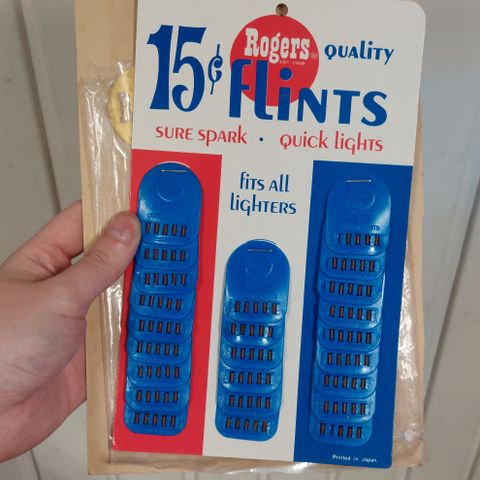 15¢
Rogers®
EST. 1908
QUALITY
FLINTS
SURE SPARK · QUICK LIGHTS
FITS ALL
LIGHTERS
Printed in Japan